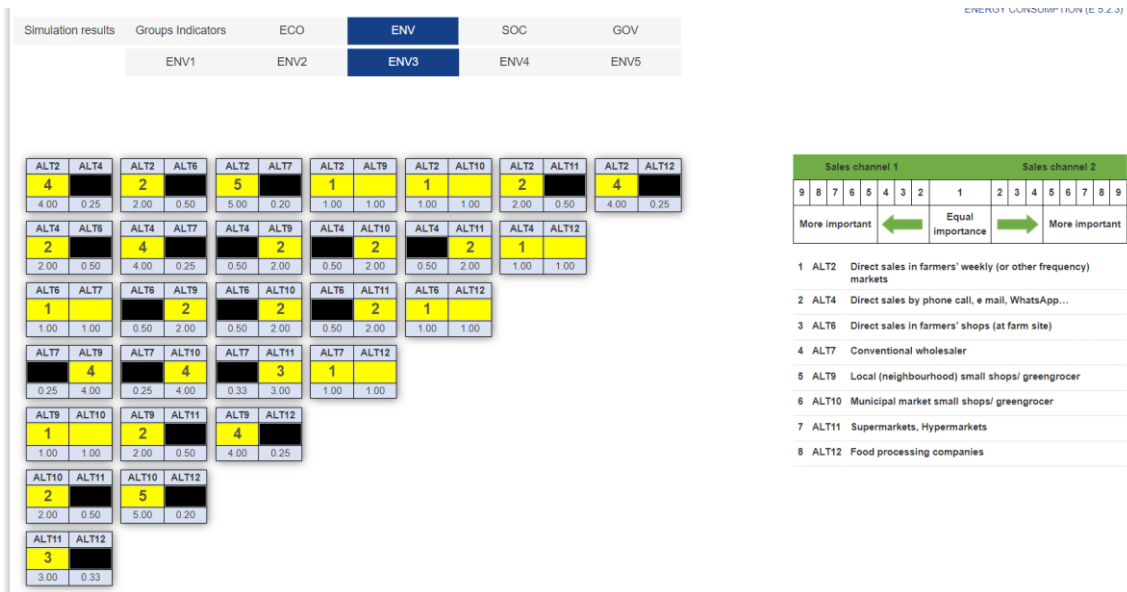 ENERGY CONSUMPTION (E 5.2.3)
Simulation results Groups Indicators ECO ENV SOC GOV
ENV1 ENV2 ENV3 ENV4 ENV5
ALT2 ALT4 ALT2 ALT6 ALT2 ALT7 ALT2 ALT9 ALT2 ALT10 ALT2 ALT11 ALT2 ALT12
4 2 5 1 1 2 4
4.00 0.25 2.00 0.50 5.00 0.20 1.00 1.00 1.00 1.00 2.00 0.50 4.00 0.25
ALT4 ALT6 ALT4 ALT7 ALT4 ALT9 ALT4 ALT10 ALT4 ALT11 ALT4 ALT12
2 4 2 2 2 1
2.00 0.50 4.00 0.25 0.50 2.00 0.50 2.00 0.50 2.00 1.00 1.00
ALT6 ALT7 ALT6 ALT9 ALT6 ALT10 ALT6 ALT11 ALT6 ALT12
1 2 2 2 1
1.00 1.00 0.50 2.00 0.50 2.00 0.50 2.00 1.00 1.00
ALT7 ALT9 ALT7 ALT10 ALT7 ALT11 ALT7 ALT12
4 4 3 1
0.25 4.00 0.25 4.00 0.33 3.00 1.00 1.00
ALT9 ALT10 ALT9 ALT11 ALT9 ALT12
1 2 4
1.00 1.00 2.00 0.50 4.00 0.25
ALT10 ALT11 ALT10 ALT12
2 5
2.00 0.50 5.00 0.20
ALT11 ALT12
3
3.00 0.33
Sales channel 1 Sales channel 2
9 8 7 6 5 4 3 2 1 2 3 4 5 6 7 8 9
More important Equal importance More important
1 ALT2 Direct sales in farmers' weekly (or other frequency)
markets
2 ALT4 Direct sales by phone call, e mail, WhatsApp...
3 ALT6 Direct sales in farmers' shops (at farm site)
4 ALT7 Conventional wholesaler
5 ALT9 Local (neighbourhood) small shops/ greengrocer
6 ALT10 Municipal market small shops/ greengrocer
7 ALT11 Supermarkets, Hypermarkets
8 ALT12 Food processing companies